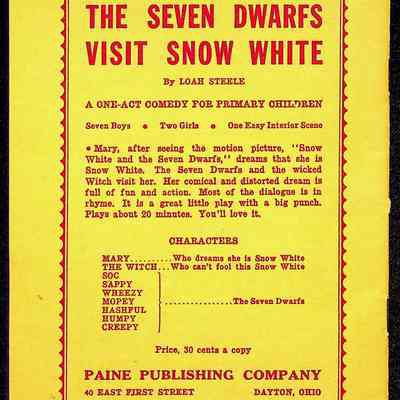 THE SEVEN DWARFS
VISIT SNOW WHITE
By LOAH STEELE
A ONE-ACT COMEDY FOR PRIMARY CHILDREN
Seven Boys • Two Girls • One Easy Interior Scene
• Mary, after seeing the motion picture, "Snow
White and the Seven Dwarfs," dreams that she is
Snow White. The Seven Dwarfs and the wicked
Witch visit her. Her comical and distorted dream is
full of fun and action. Most of the dialogue is in
rhyme. It is a great little play with a big punch.
Plays about 20 minutes. You'll love it.
CHARACTERS
MARY..........Who dreams she is Snow White
THE WITCH...Who can't fool this Snow White
SOC
SAPPY
WHEEZY
MOPEY ..................The Seven Dwarfs
HASHFUL
HUMPY
CREEPY
Price, 30 cents a copy
PAINE PUBLISHING COMPANY
40 EAST FIRST STREET DAYTON, OHIO